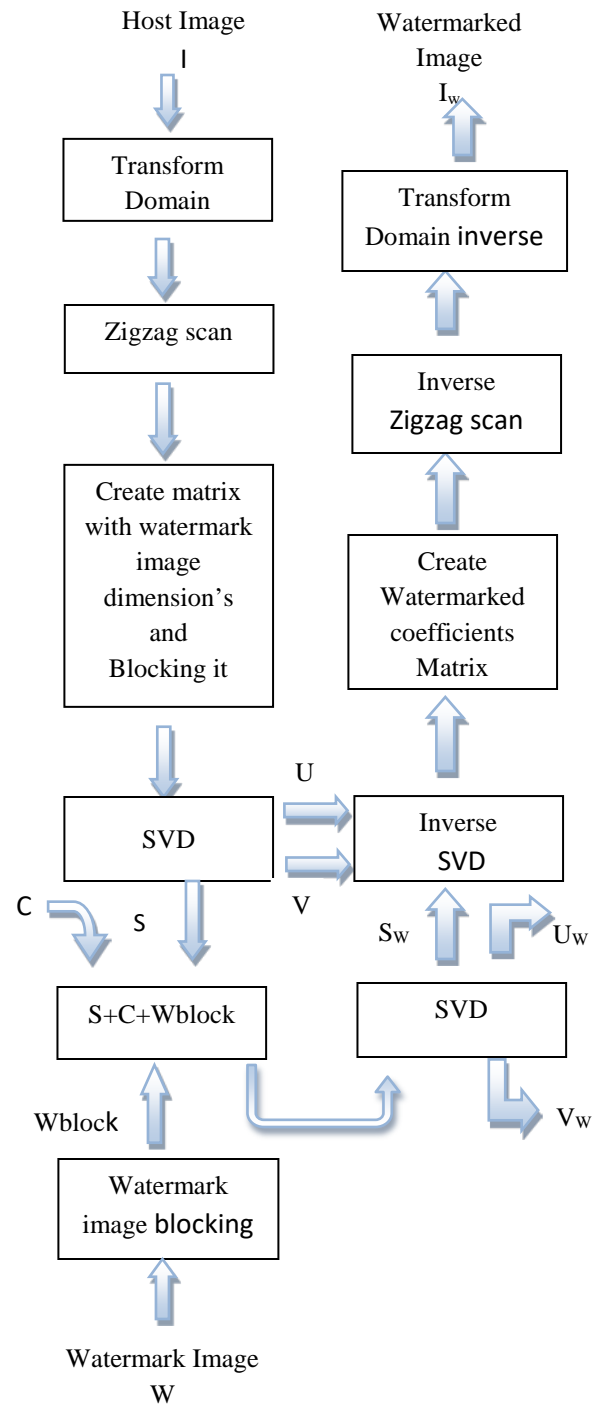 Host Image
I
Transform
Domain
Zigzag scan
Create matrix
with watermark
image
dimension's
and
Blocking it
SVD
U
V
C
S
S+C+Wblock
Wblock
Watermark
image blocking
Watermark Image
W
Watermarked
Image
Iw
Transform
Domain inverse
Inverse
Zigzag scan
Create
Watermarked
coefficients
Matrix
Inverse
SVD
SW
UW
SVD
VW